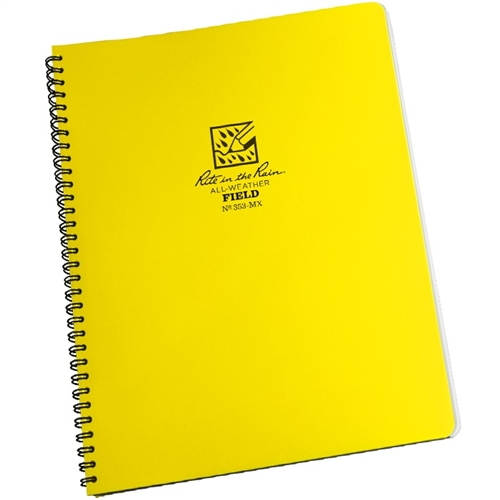 Rite in the Rain.
ALL-WEATHER
FIELD
Nº 353-MX